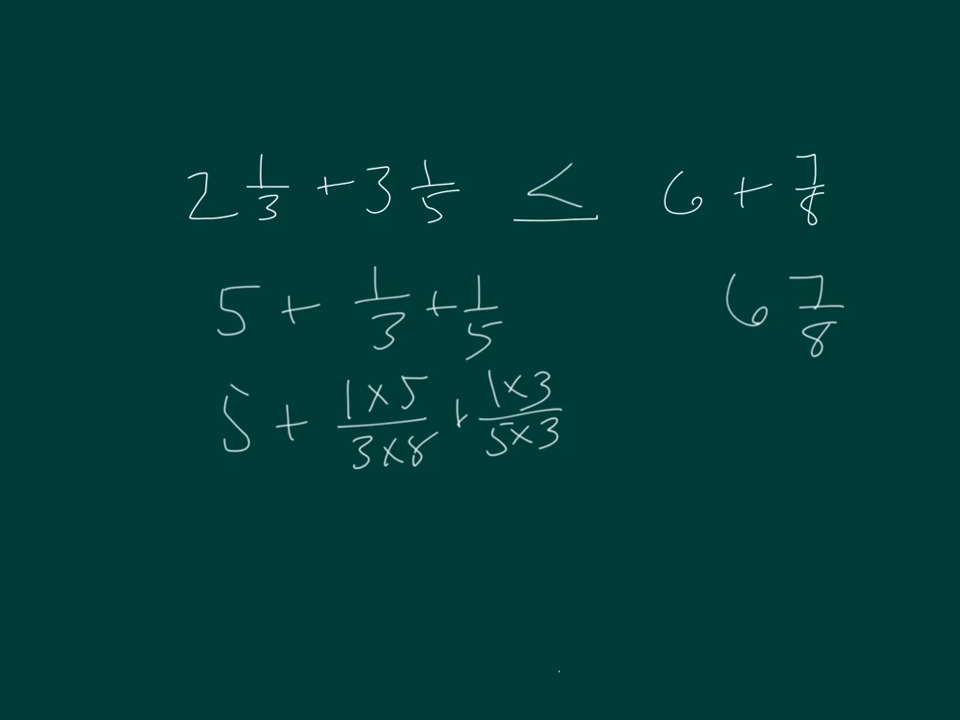 2 1/3 + 3 1/5 ≤ 6 + 7/8
5 + 1/3 + 1/5 6 7/8
5 + 1×5/3×8 + 1×3/5×3